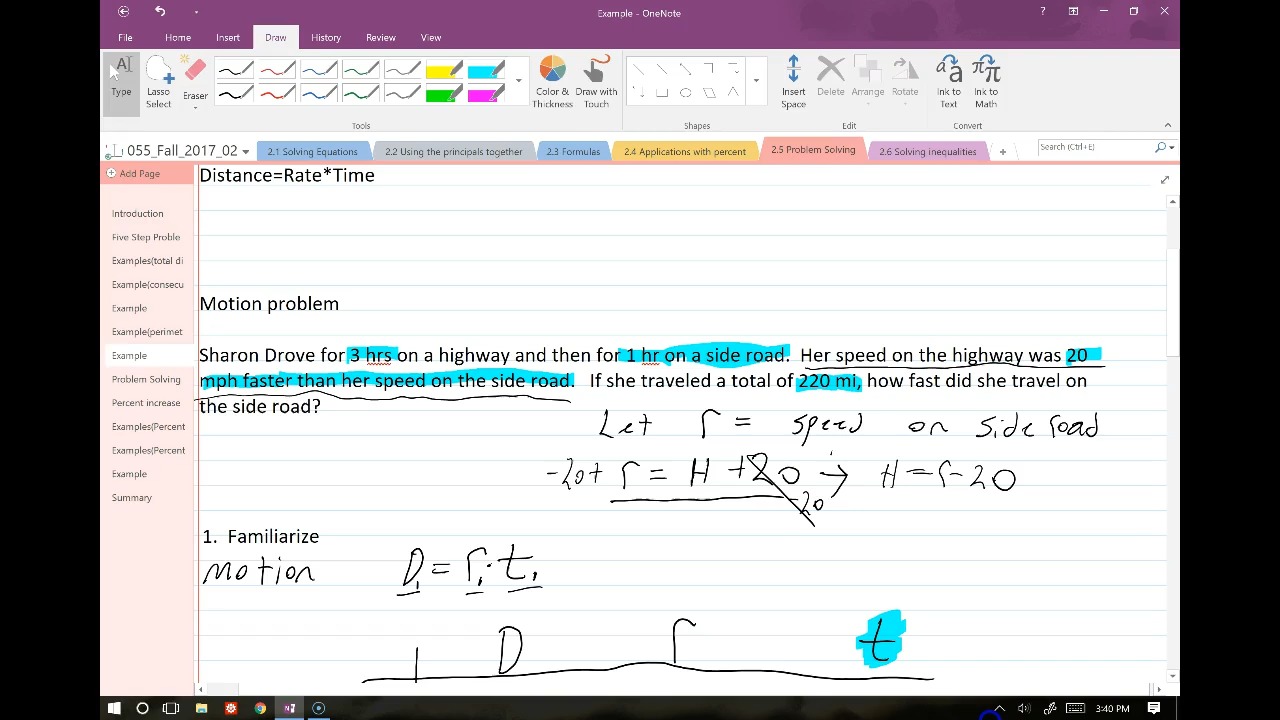 Example - OneNote
?
File Home Insert Draw History Review View
Type
Lasso Select
Eraser
Color & Thickness
Draw with Touch
Insert Space
Delete
Arrange
Rotate
Ink to Text
Ink to Math
Tools
Shapes
Edit
Convert
055_Fall_2017_02
2.1 Solving Equations
2.2 Using the principals together
2.3 Formulas
2.4 Applications with percent
2.5 Problem Solving
2.6 Solving inequalities
+
Search (Ctrl+E)
Add Page
Introduction
Five Step Proble
Examples(total di
Example(consecu
Example
Example(perimet
Example
Problem Solving
Percent increase
Examples(Percent
Examples(Percent
Example
Summary
Distance=Rate*Time
Motion problem
Sharon Drove for 3 hrs on a highway and then for 1 hr on a side road. Her speed on the highway was 20
mph faster than her speed on the side road. If she traveled a total of 220 mi, how fast did she travel on
the side road?
Let r = speed on side road
-20+ r = H +20 → H = r-20
-20
1. Familiarize
motion D₁ = r₁·t₁
D r t
3:40 PM